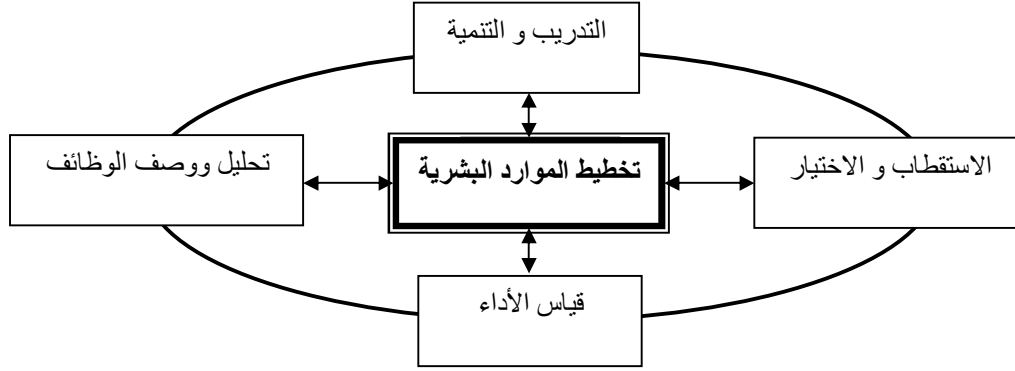 التدريب و التنمية
الاستقطاب و الاختيار
تخطيط الموارد البشرية
تحليل ووصف الوظائف
قياس الأداء